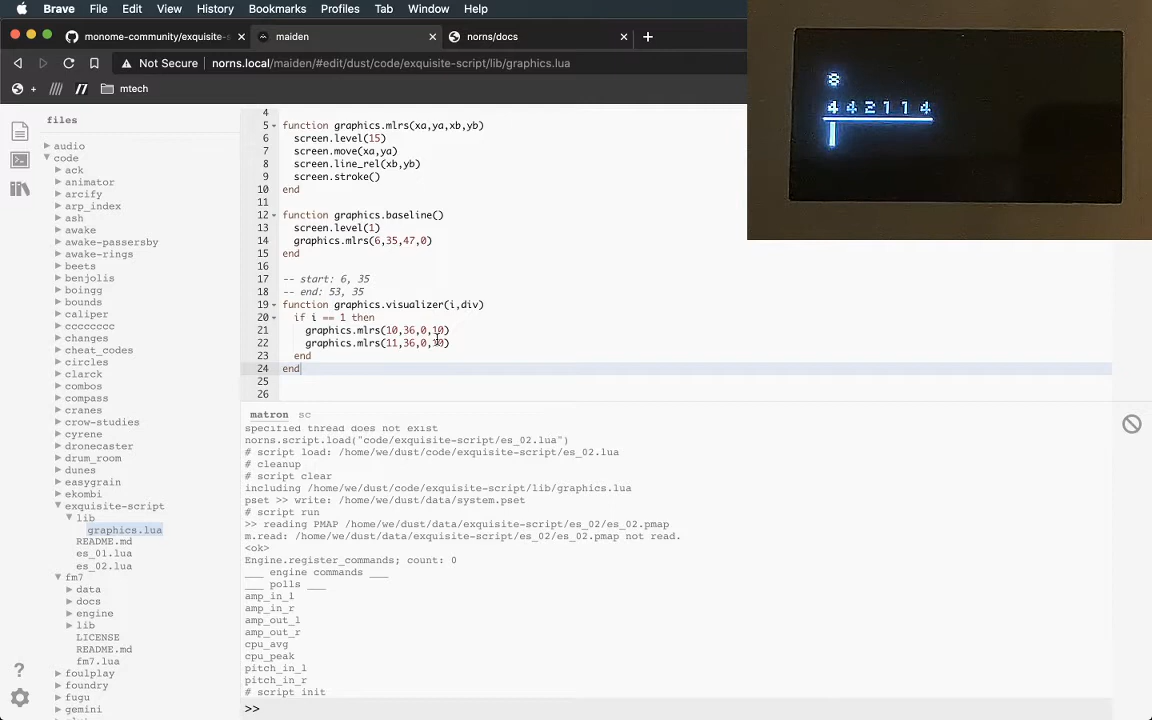 Brave File Edit View History Bookmarks Profiles Tab Window Help
monome-community/exquisite-s
maiden
norns/docs
Not Secure norns.local/maiden/#edit/dust/code/exquisite-script/lib/graphics.lua
mtech
files
audio
code
ack
animator
arcify
arp_index
ash
awake
awake-passersby
awake-rings
beets
benjolis
boingg
bounds
caliper
cccccccc
changes
cheat_codes
circles
clarck
combos
compass
cranes
crow-studies
cyrene
dronecaster
drum_room
dunes
easygrain
ekombi
exquisite-script
lib
graphics.lua
README.md
es_01.lua
es_02.lua
fm7
data
docs
engine
lib
LICENSE
README.md
fm7.lua
foulplay
foundry
fugu
gemini
4
5 function graphics.mlrs(xa,ya,xb,yb)
6 screen.level(15)
7 screen.move(xa,ya)
8 screen.line_rel(xb,yb)
9 screen.stroke()
10 end
11
12 function graphics.baseline()
13 screen.level(1)
14 graphics.mlrs(6,35,47,0)
15 end
16
17 -- start: 6, 35
18 -- end: 53, 35
19 function graphics.visualizer(i,div)
20 if i == 1 then
21 graphics.mlrs(10,36,0,10)
22 graphics.mlrs(11,36,0,10)
23 end
24 end
25
26
matron sc
specified thread does not exist
norns.script.load("code/exquisite-script/es_02.lua")
# script load: /home/we/dust/code/exquisite-script/es_02.lua
# cleanup
# script clear
including /home/we/dust/code/exquisite-script/lib/graphics.lua
pset >> write: /home/we/dust/data/system.pset
# script run
>> reading PMAP /home/we/dust/data/exquisite-script/es_02/es_02.pmap
m.read: /home/we/dust/data/exquisite-script/es_02/es_02.pmap not read.
<ok>
Engine.register_commands; count: 0
___ engine commands ___
___ polls ___
amp_in_l
amp_in_r
amp_out_l
amp_out_r
cpu_avg
cpu_peak
pitch_in_l
pitch_in_r
# script init
>>
8
4 4 2 1 1 4